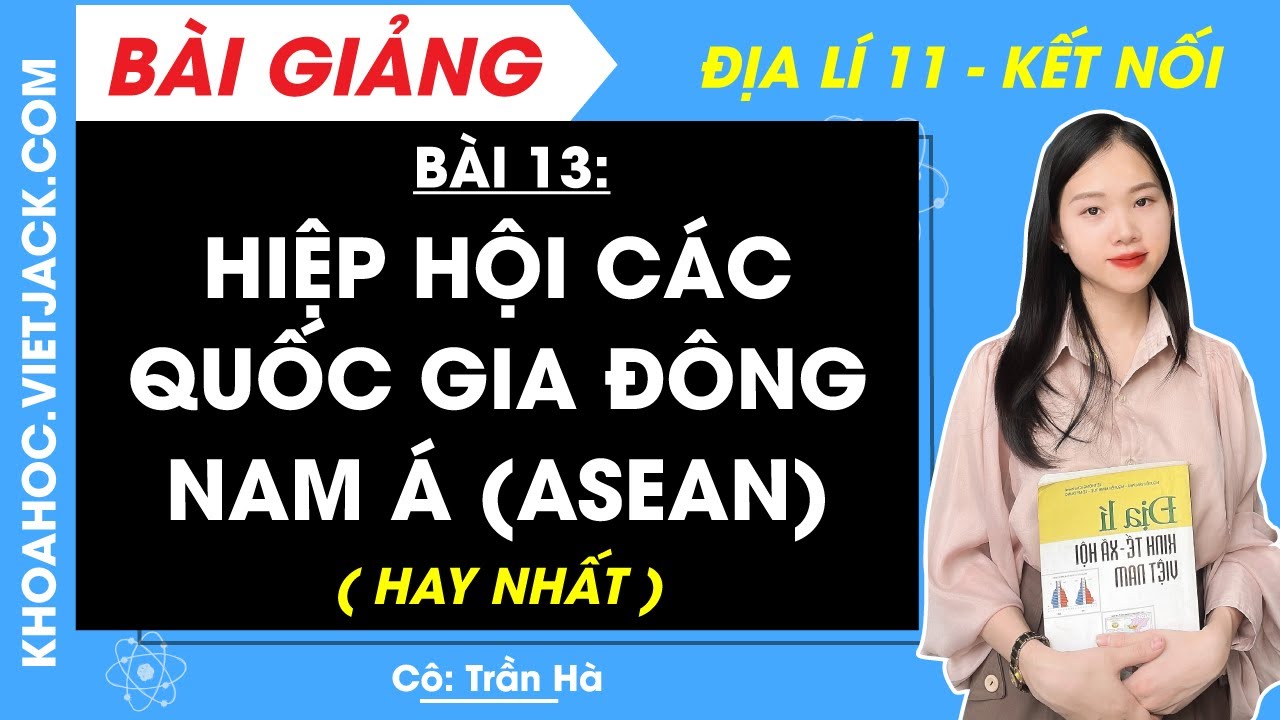 BÀI GIẢNG
ĐỊA LÍ 11 - KẾT NỐI
KHOAHOC.VIETJACK.COM
BÀI 13:
HIỆP HỘI CÁC
QUỐC GIA ĐÔNG
NAM Á (ASEAN)
( HAY NHẤT )
Cô: Trần Hà
Địa lí
KINH TẾ - XÃ HỘI
VIỆT NAM